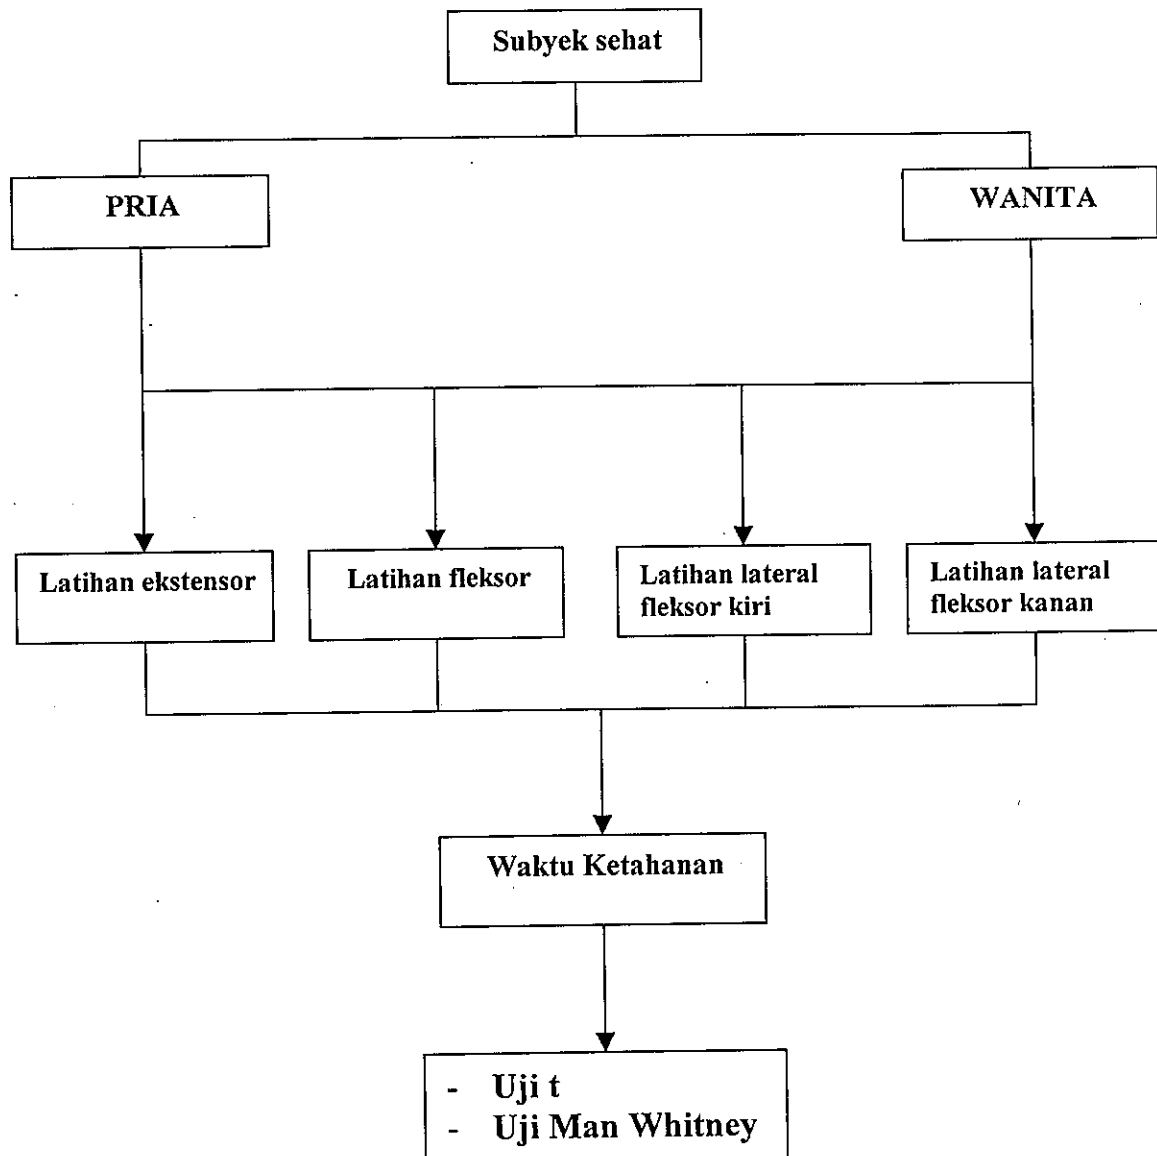 Subyek sehat
PRIA
WANITA
Latihan ekstensor
Latihan fleksor
Latihan lateral
fleksor kiri
Latihan lateral
fleksor kanan
Waktu Ketahanan
- Uji t
- Uji Man Whitney